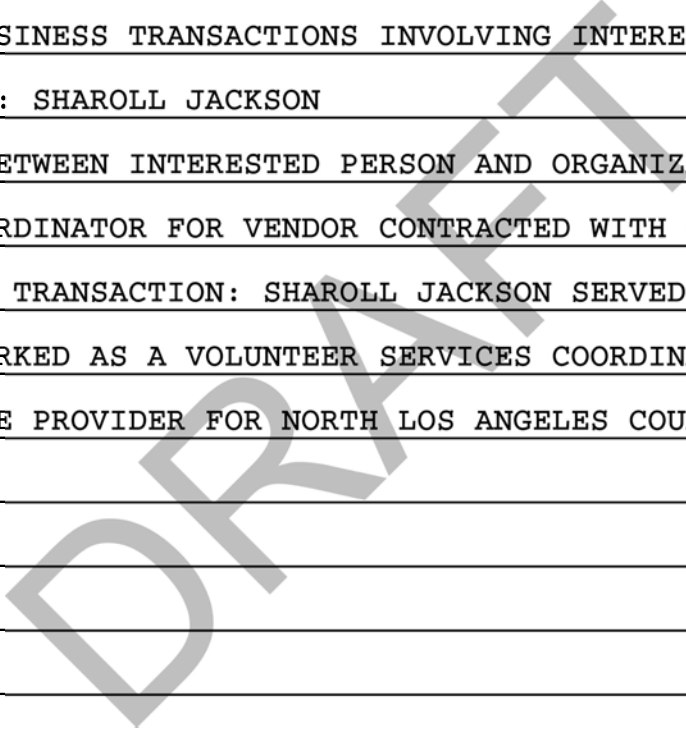 SINESS TRANSACTIONS INVOLVING INTERE
: SHAROLL JACKSON
ETWEEN INTERESTED PERSON AND ORGANIZ
RDINATOR FOR VENDOR CONTRACTED WITH
TRANSACTION: SHAROLL JACKSON SERVED
RKED AS A VOLUNTEER SERVICES COORDIN
E PROVIDER FOR NORTH LOS ANGELES COU
DRAFT